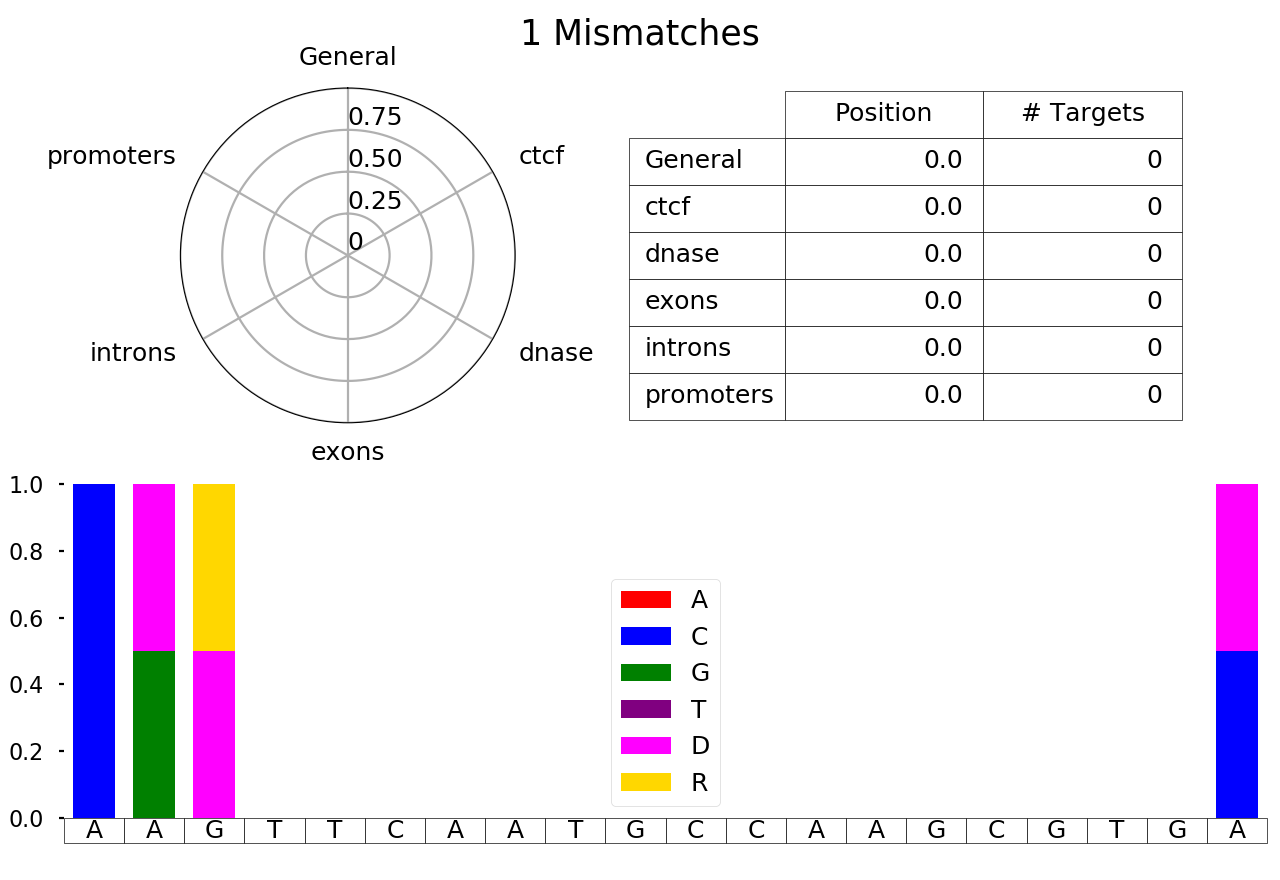 1 Mismatches
General
promoters
ctcf
introns
dnase
exons
0.75
0.50
0.25
0
Position # Targets
General 0.0 0
ctcf 0.0 0
dnase 0.0 0
exons 0.0 0
introns 0.0 0
promoters 0.0 0
1.0
0.8
0.6
0.4
0.2
0.0
A
C
G
T
D
R
A A G T T C A A T G C C A A G C G T G A